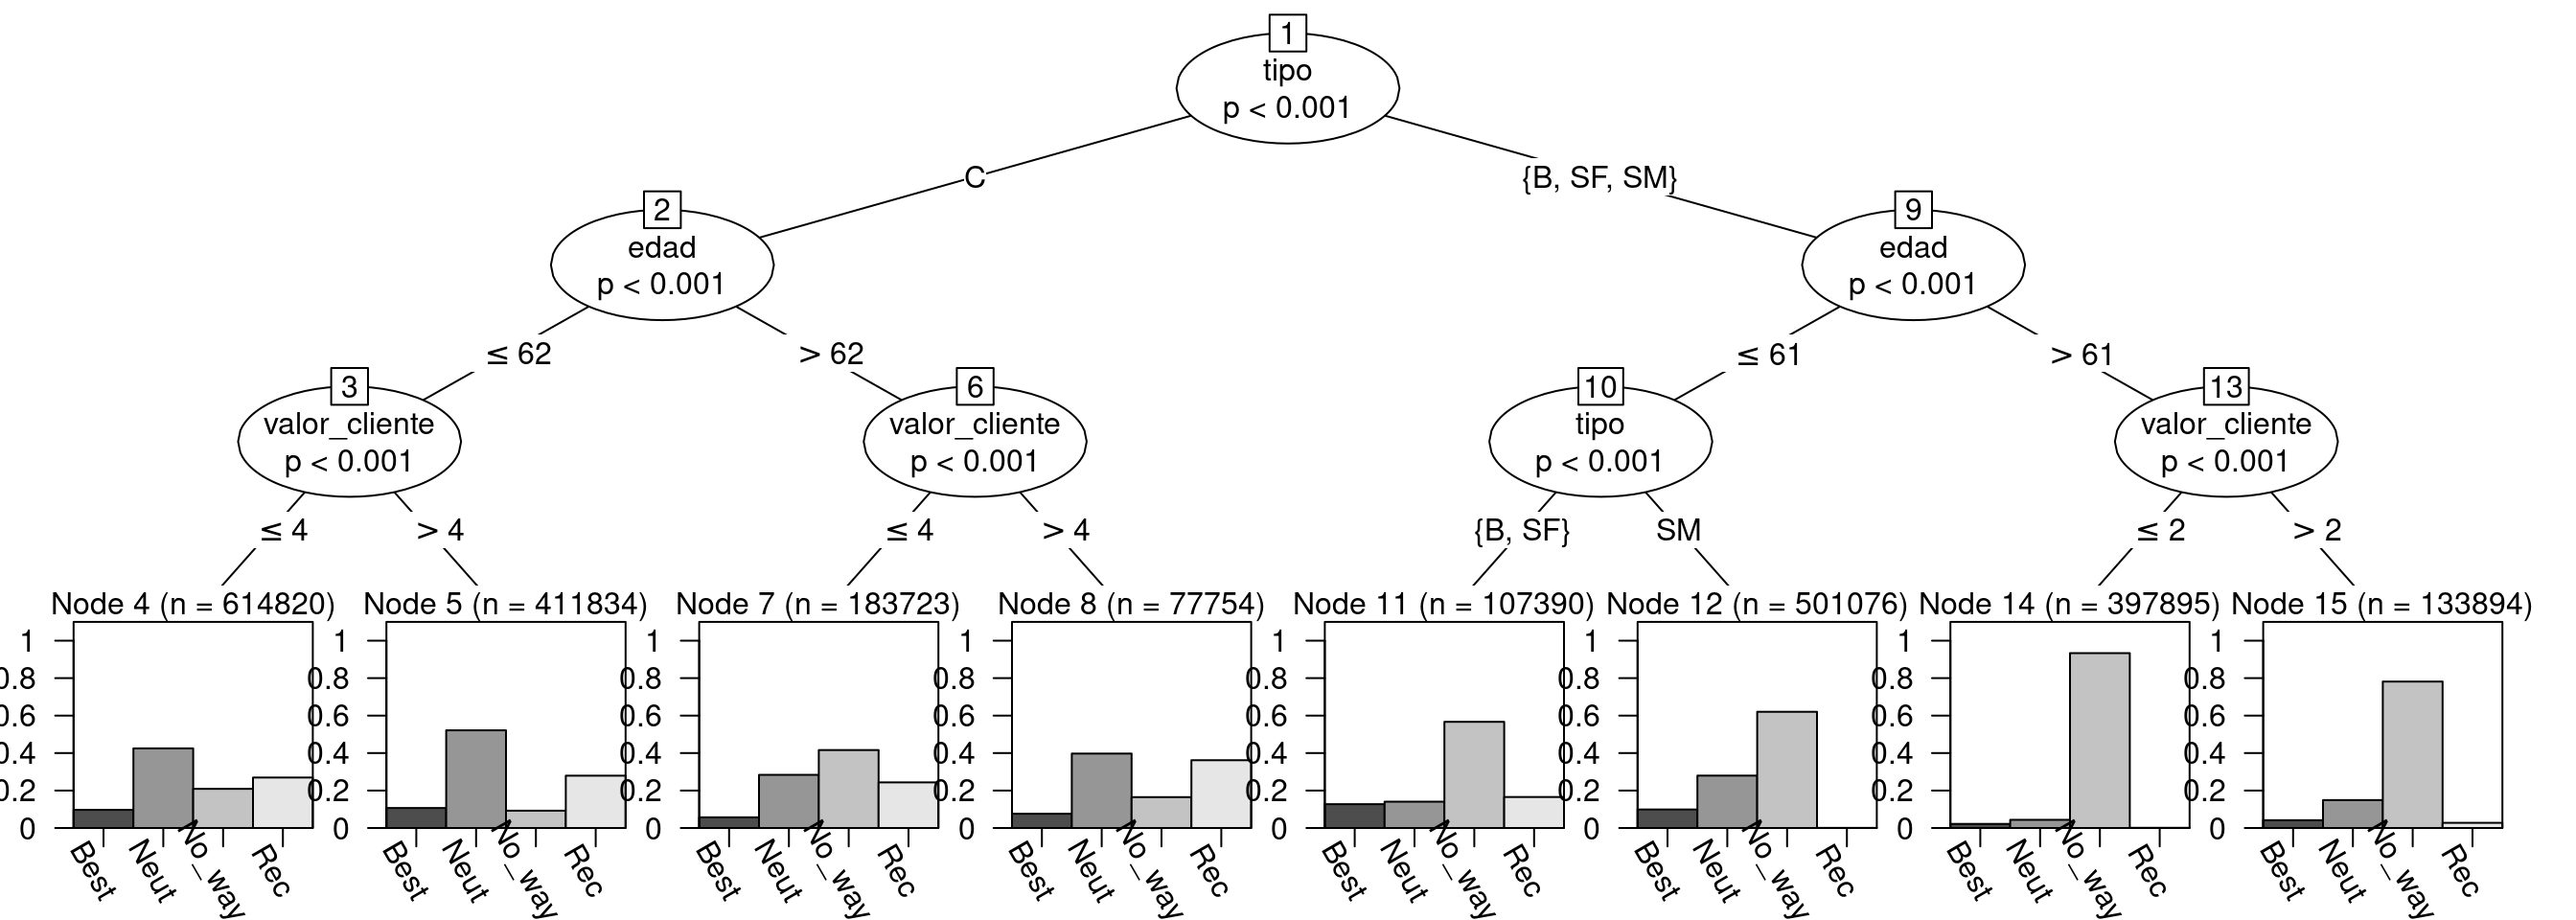 1
tipo
p < 0.001
C
{B, SF, SM}
2
edad
p < 0.001
9
edad
p < 0.001
≤ 62
> 62
≤ 61
> 61
3
valor_cliente
p < 0.001
6
valor_cliente
p < 0.001
10
tipo
p < 0.001
13
valor_cliente
p < 0.001
≤ 4
> 4
≤ 4
> 4
{B, SF}
SM
≤ 2
> 2
Node 4 (n = 614820)
1
0.8
0.6
0.4
0.2
0
Best
Neut
No_way
Rec
Node 5 (n = 411834)
1
0.8
0.6
0.4
0.2
0
Best
Neut
No_way
Rec
Node 7 (n = 183723)
1
0.8
0.6
0.4
0.2
0
Best
Neut
No_way
Rec
Node 8 (n = 77754)
1
0.8
0.6
0.4
0.2
0
Best
Neut
No_way
Rec
Node 11 (n = 107390)
1
0.8
0.6
0.4
0.2
0
Best
Neut
No_way
Rec
Node 12 (n = 501076)
1
0.8
0.6
0.4
0.2
0
Best
Neut
No_way
Rec
Node 14 (n = 397895)
1
0.8
0.6
0.4
0.2
0
Best
Neut
No_way
Rec
Node 15 (n = 133894)
1
0.8
0.6
0.4
0.2
0
Best
Neut
No_way
Rec